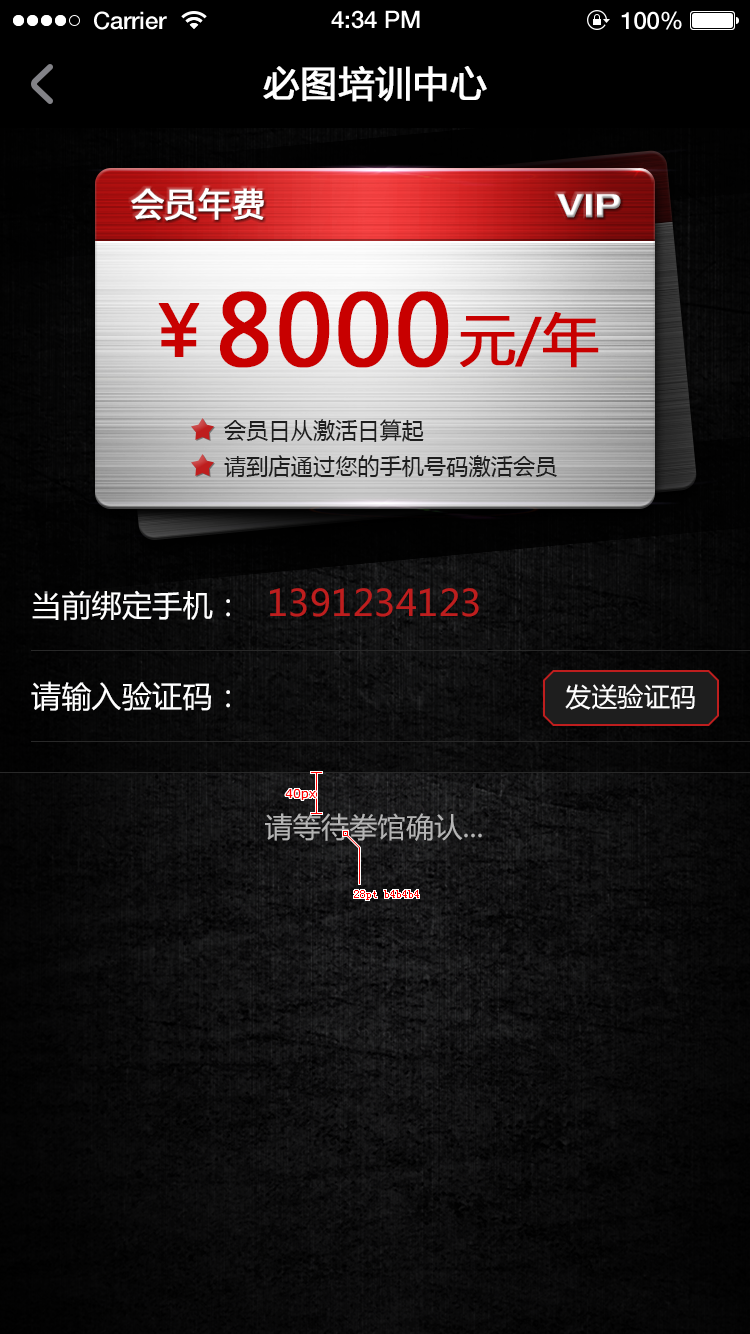 Carrier 4:34 PM 100%
必图培训中心
会员年费 VIP
¥8000元/年
会员日从激活日算起
请到店通过您的手机号码激活会员
当前绑定手机： 1391234123
请输入验证码： 发送验证码
40px
请等待拳馆确认...
28pt b4b4b4